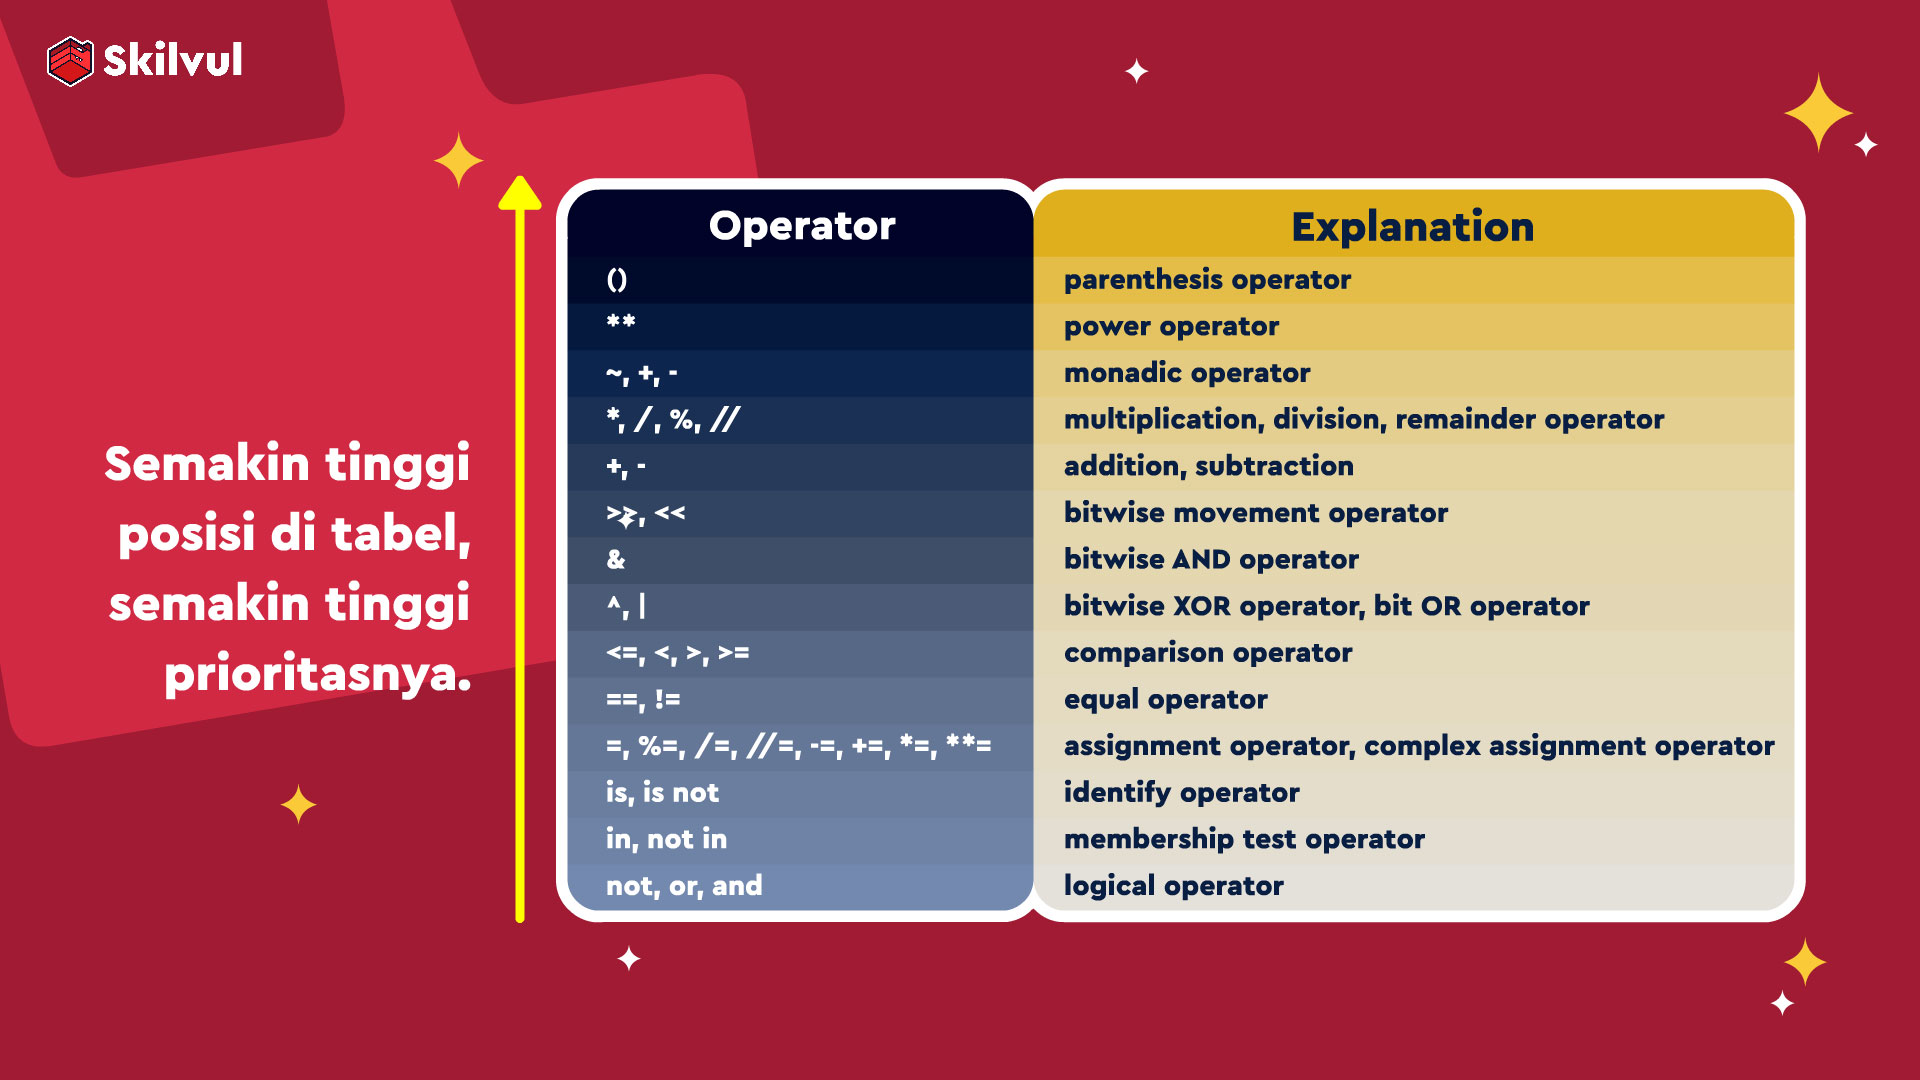 Skilvul
Semakin tinggi
posisi di tabel,
semakin tinggi
prioritasnya.
Operator Explanation
() parenthesis operator
** power operator
~, +, - monadic operator
*, /, %, // multiplication, division, remainder operator
+, - addition, subtraction
>>, << bitwise movement operator
& bitwise AND operator
^, | bitwise XOR operator, bit OR operator
<=, <, >, >= comparison operator
==, != equal operator
=, %=, /=, //=, -=, +=, *=, **= assignment operator, complex assignment operator
is, is not identify operator
in, not in membership test operator
not, or, and logical operator